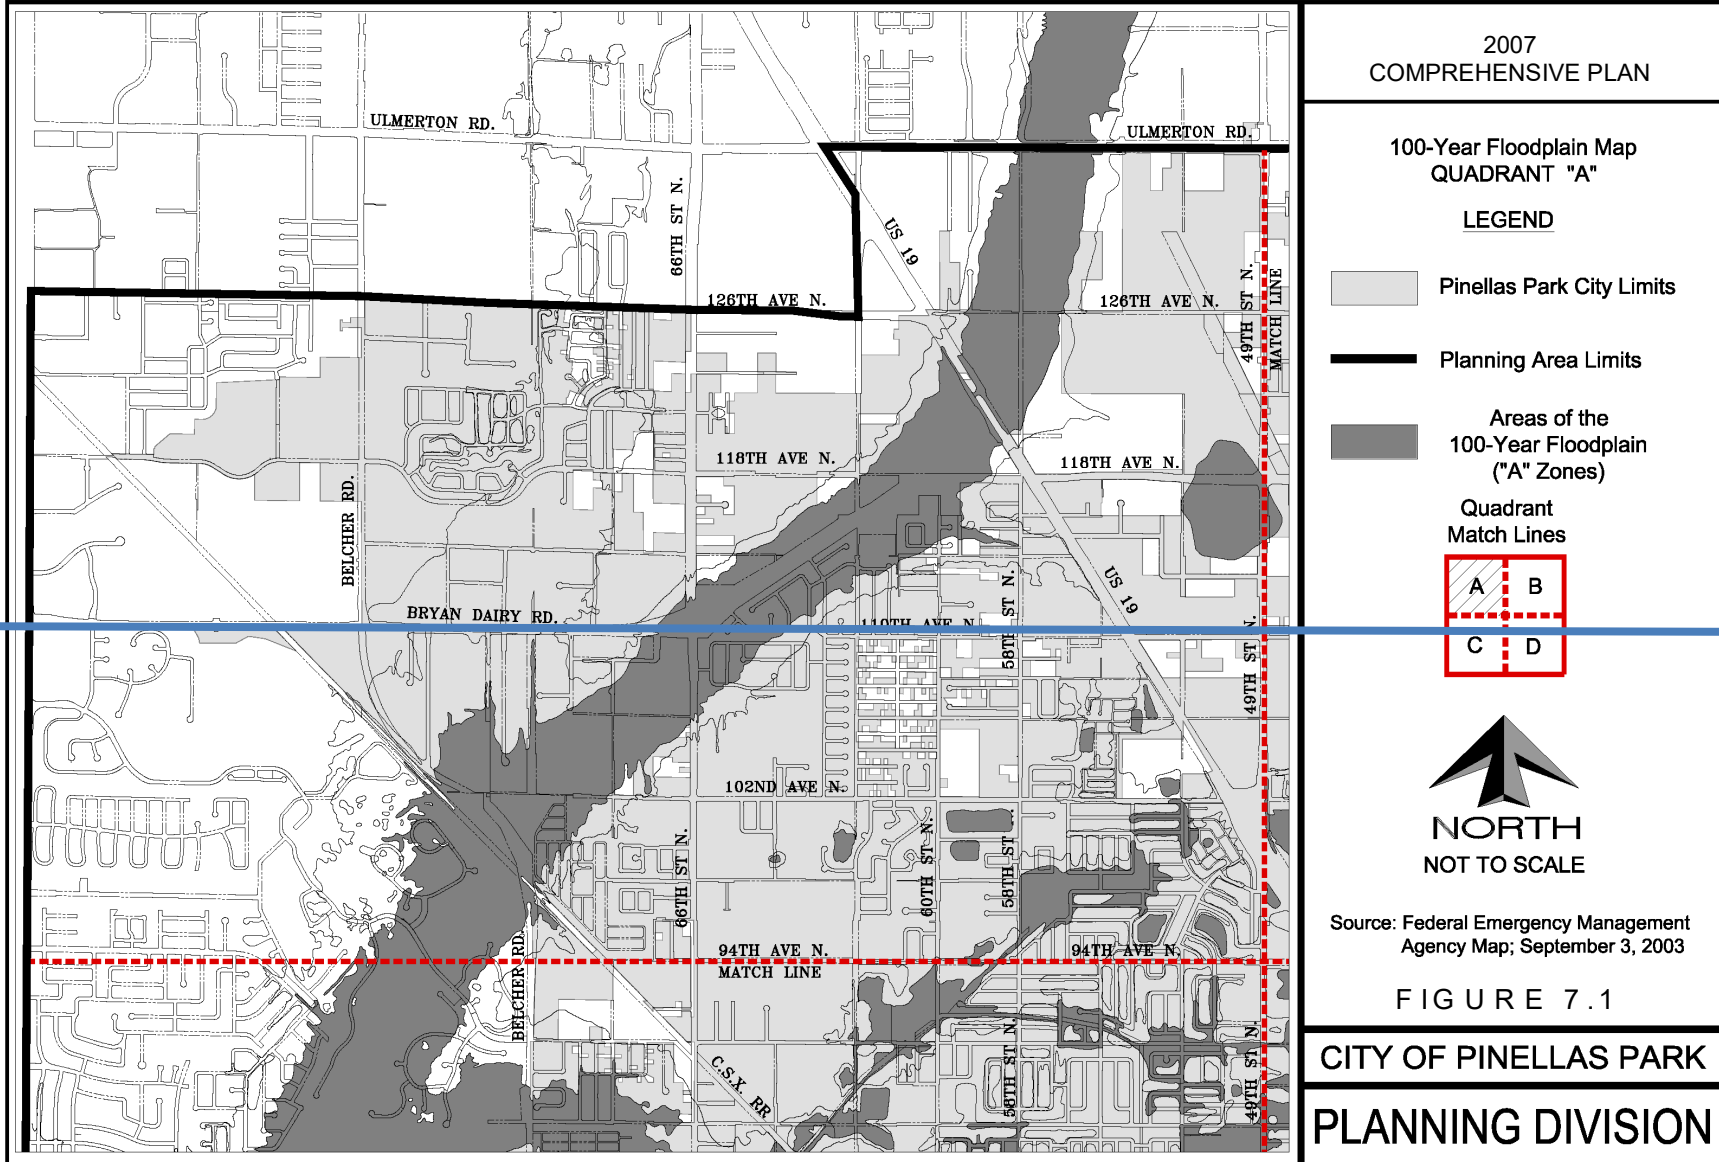 ULMERTON RD.
ULMERTON RD.
66TH ST N.
US 19
126TH AVE N.
126TH AVE N.
49TH ST N.
MATCH LINE
118TH AVE N.
118TH AVE N.
BELCHER RD.
BRYAN DAIRY RD.
110TH AVE N
58TH ST N.
US 19
49TH ST N.
102ND AVE N.
66TH ST N.
60TH ST N.
58TH ST
94TH AVE N.
MATCH LINE
94TH AVE N.
BELCHER RD.
C.S.X RR
58TH ST N.
49TH ST N.
2007
COMPREHENSIVE PLAN
100-Year Floodplain Map
QUADRANT "A"
LEGEND
Pinellas Park City Limits
Planning Area Limits
Areas of the
100-Year Floodplain
("A" Zones)
Quadrant
Match Lines
A B
C D
NORTH
NOT TO SCALE
Source: Federal Emergency Management
Agency Map; September 3, 2003
FIGURE 7.1
CITY OF PINELLAS PARK
PLANNING DIVISION